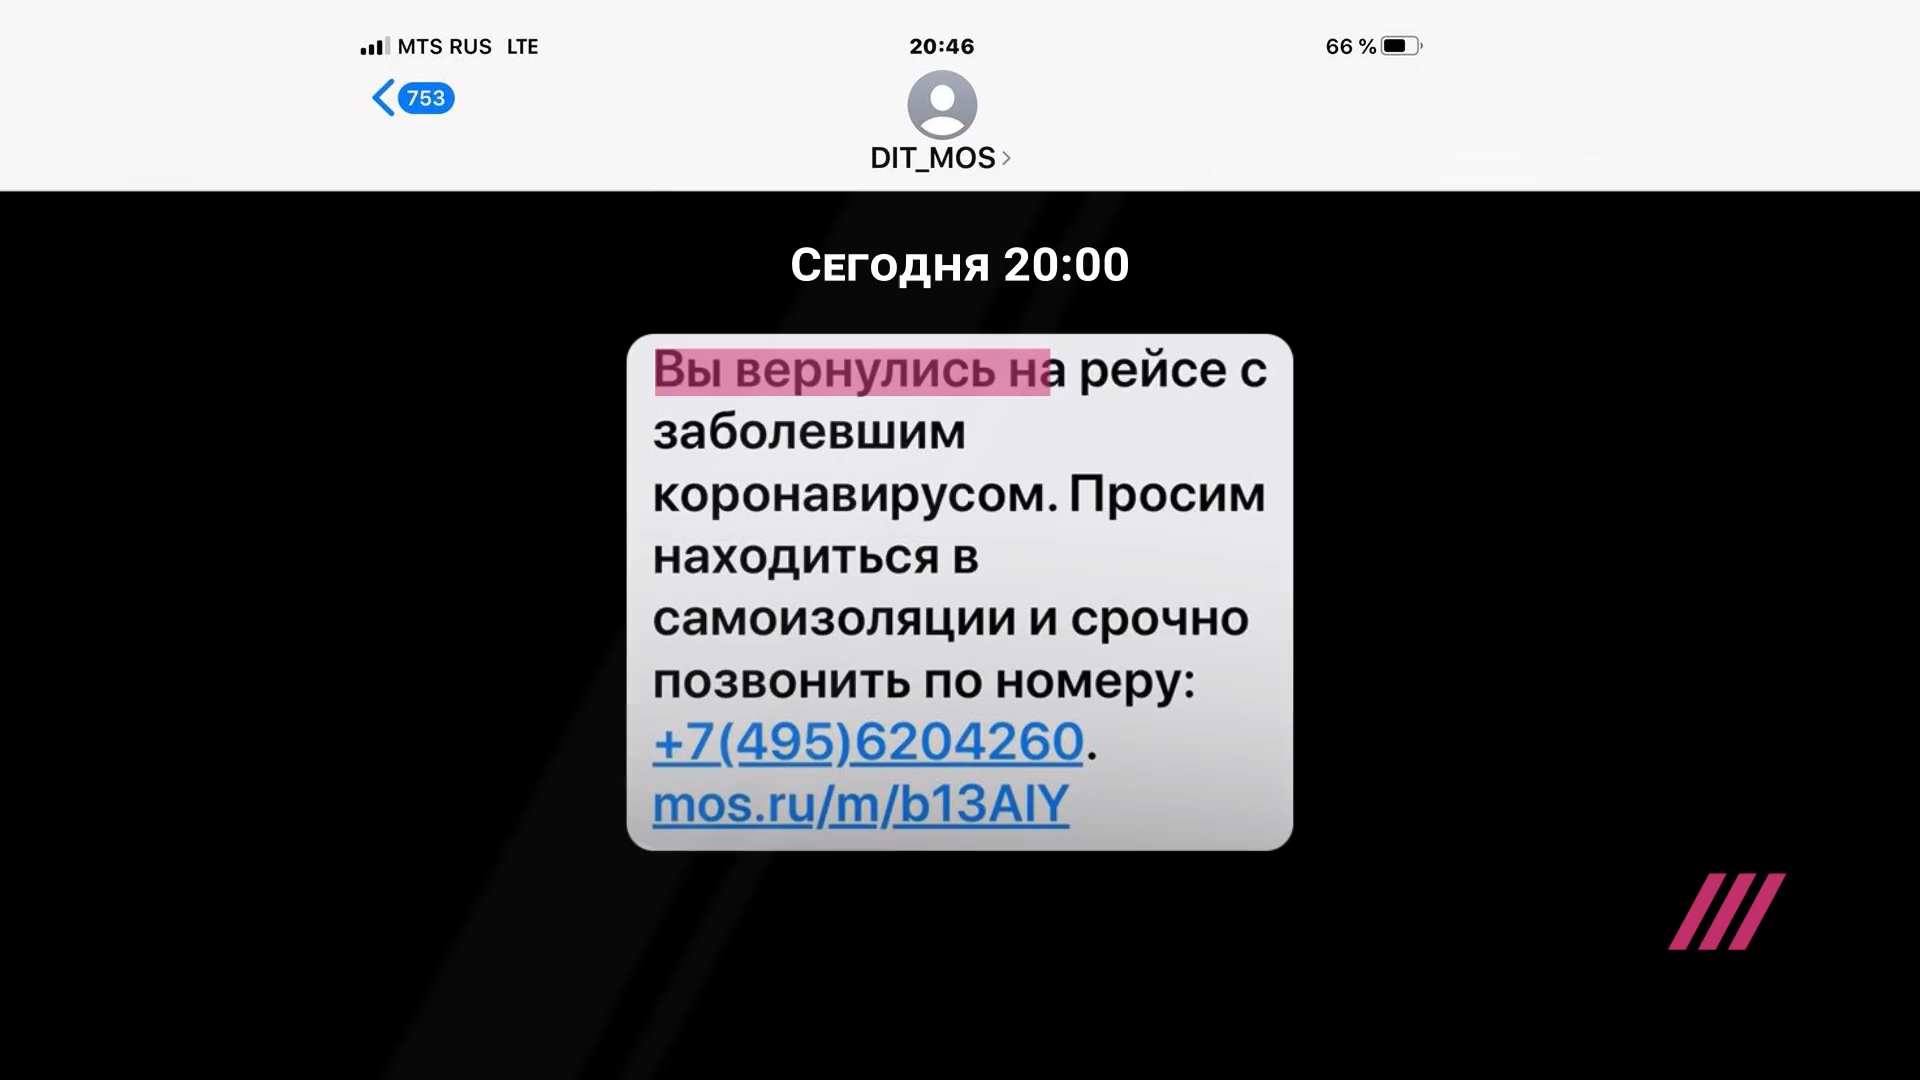 MTS RUS LTE
20:46
66 %
753
DIT_MOS
Сегодня 20:00
Вы вернулись на рейсе с
заболевшим
коронавирусом. Просим
находиться в
самоизоляции и срочно
позвонить по номеру:
+7(495)6204260.
mos.ru/m/b13AlY